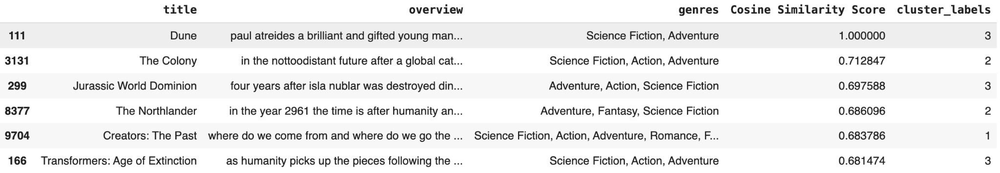 title overview genres Cosine Similarity Score cluster_labels
111 Dune paul atreides a brilliant and gifted young man... Science Fiction, Adventure 1.000000 3
3131 The Colony in the nottoodistant future after a global cat... Science Fiction, Action, Adventure 0.712847 2
299 Jurassic World Dominion four years after isla nublar was destroyed din... Adventure, Action, Science Fiction 0.697588 3
8377 The Northlander in the year 2961 the time is after humanity an... Adventure, Fantasy, Science Fiction 0.686096 2
9704 Creators: The Past where do we come from and where do we go the ... Science Fiction, Action, Adventure, Romance, F... 0.683786 1
166 Transformers: Age of Extinction as humanity picks up the pieces following the ... Science Fiction, Action, Adventure 0.681474 3